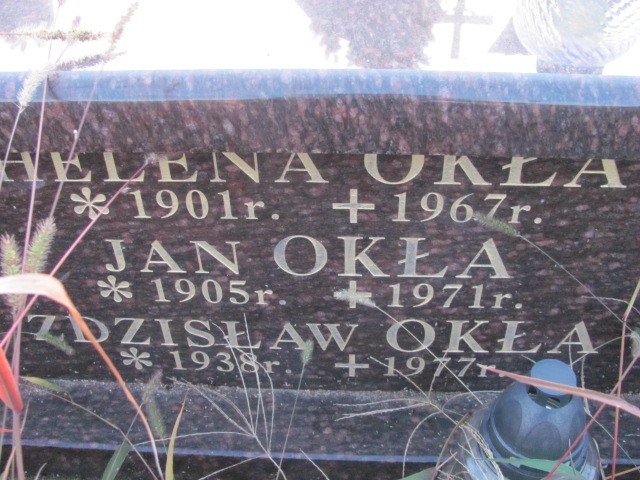 HELENA OKŁA
* 1901r. + 1967r.
JAN OKŁA
* 1905r. + 1971r.
ZDZISŁAW OKŁA
* 1938r. + 1977r.